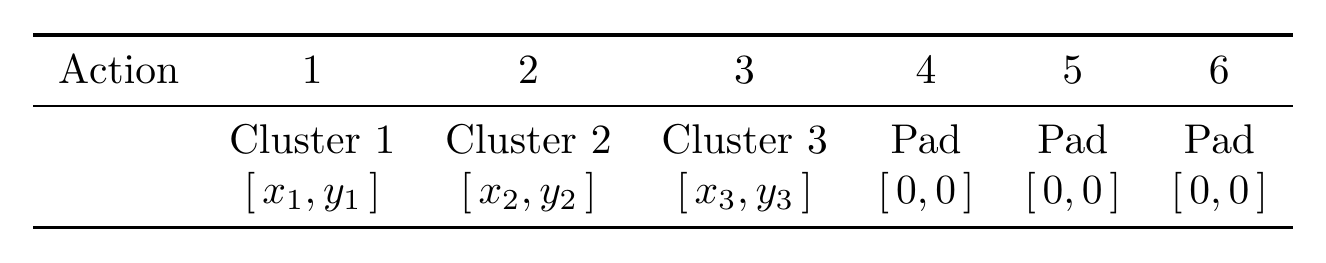 Action 1 2 3 4 5 6
Cluster 1 Cluster 2 Cluster 3 Pad Pad Pad
[x₁, y₁] [x₂, y₂] [x₃, y₃] [0, 0] [0, 0] [0, 0]